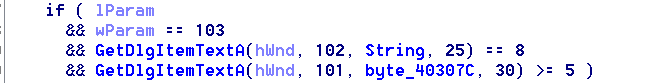 if ( lParam
&& wParam == 103
&& GetDlgItemTextA(hWnd, 102, String, 25) == 8
&& GetDlgItemTextA(hWnd, 101, byte_40307C, 30) >= 5 )